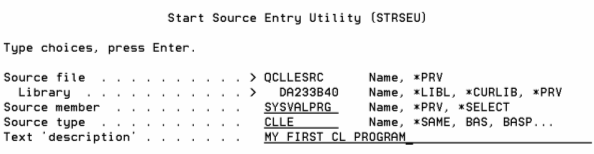 Start Source Entry Utility (STRSEU)
Type choices, press Enter.
Source file . . . . . . . . . . > QCLLESRC Name, *PRV
Library . . . . . . . . . . > DA233B40 Name, *LIBL, *CURLIB, *PRV
Source member . . . . . . . . . SYSVALPRG Name, *PRV, *SELECT
Source type . . . . . . . . . . CLLE Name, *SAME, BAS, BASP...
Text 'description' . . . . . . . MY FIRST CL PROGRAM